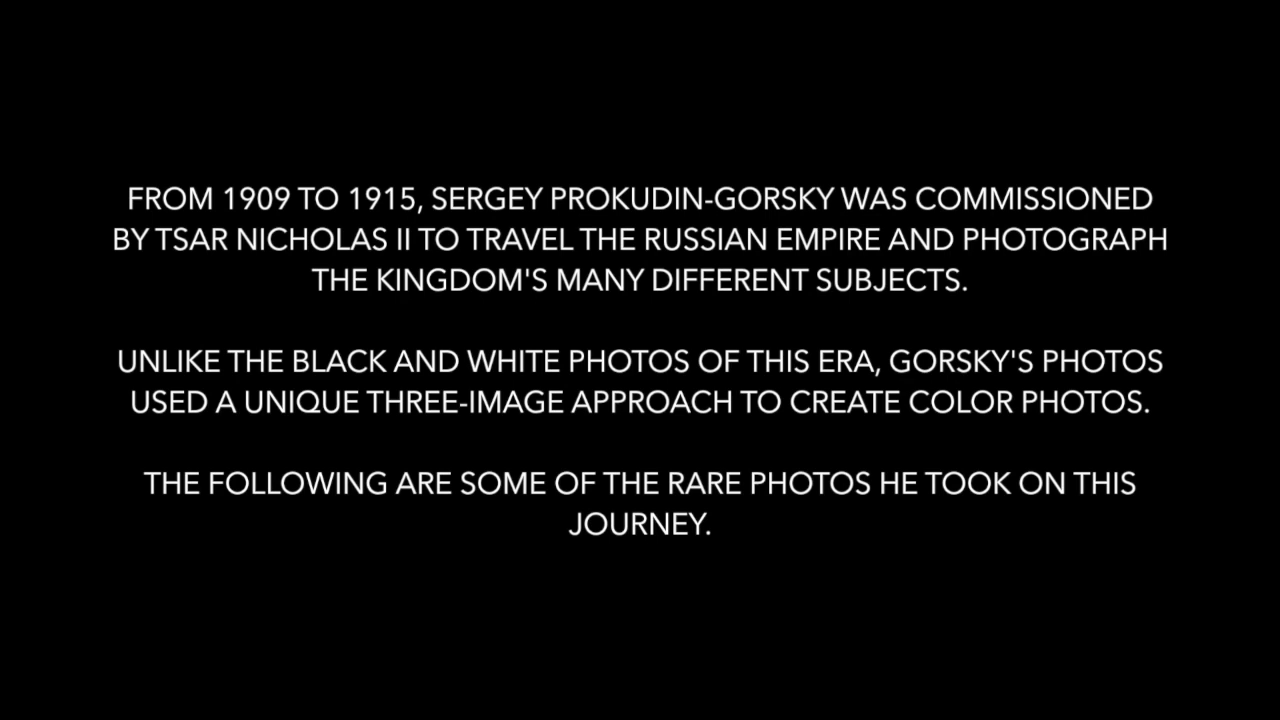 FROM 1909 TO 1915, SERGEY PROKUDIN-GORSKY WAS COMMISSIONED
BY TSAR NICHOLAS II TO TRAVEL THE RUSSIAN EMPIRE AND PHOTOGRAPH
THE KINGDOM'S MANY DIFFERENT SUBJECTS.
UNLIKE THE BLACK AND WHITE PHOTOS OF THIS ERA, GORSKY'S PHOTOS
USED A UNIQUE THREE-IMAGE APPROACH TO CREATE COLOR PHOTOS.
THE FOLLOWING ARE SOME OF THE RARE PHOTOS HE TOOK ON THIS
JOURNEY.